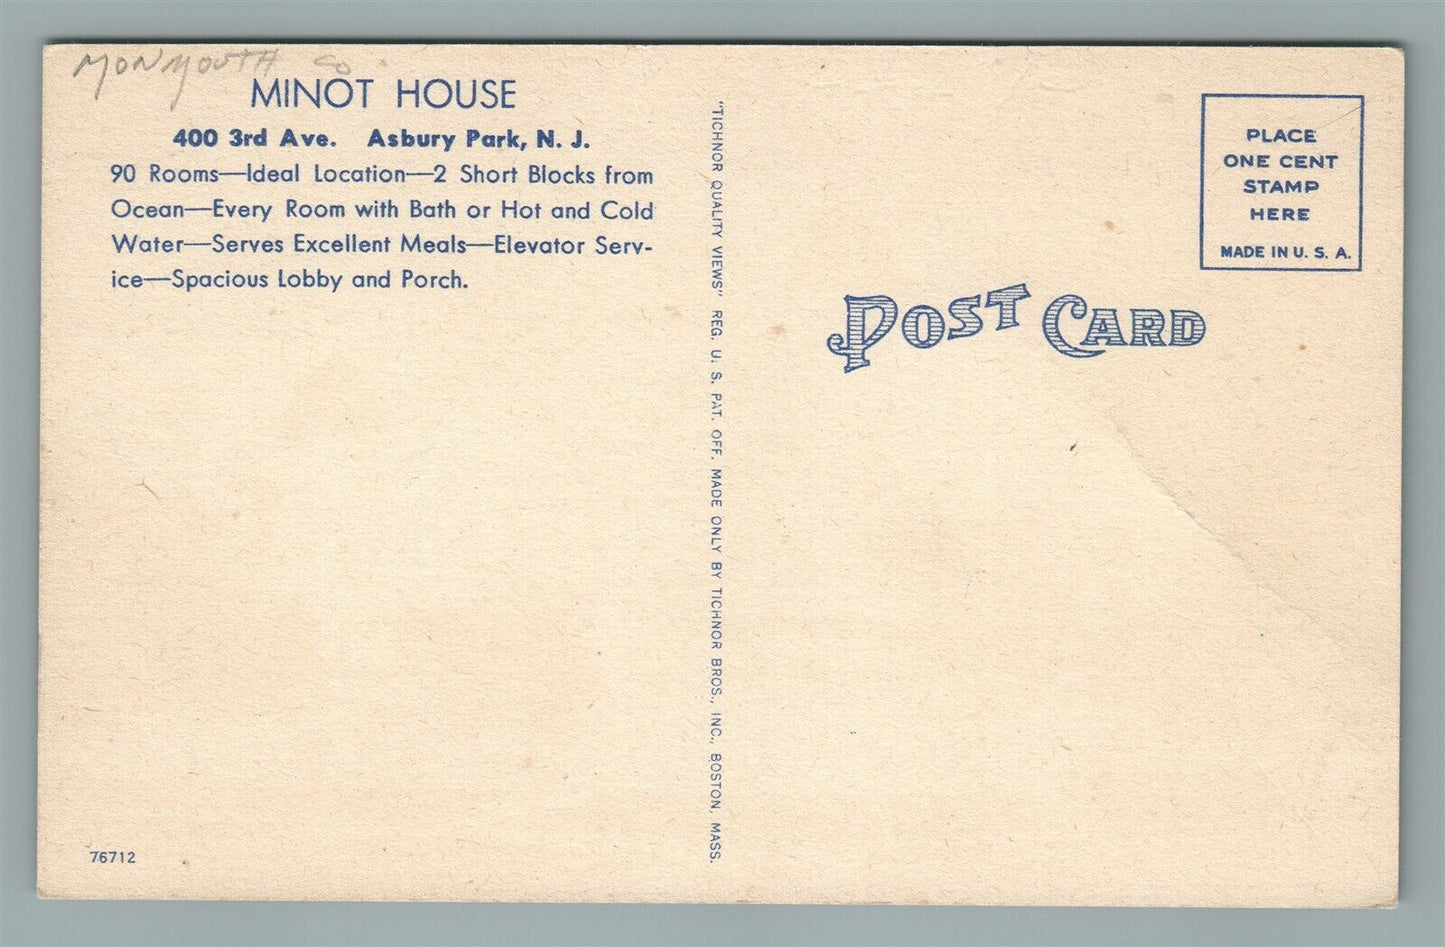 MONMOUTH CO
MINOT HOUSE
400 3rd Ave. Asbury Park, N. J.
90 Rooms—Ideal Location—2 Short Blocks from
Ocean—Every Room with Bath or Hot and Cold
Water—Serves Excellent Meals—Elevator Serv-
ice—Spacious Lobby and Porch.
76712
"TICHNOR QUALITY VIEWS" REG. U. S. PAT. OFF. MADE ONLY BY TICHNOR BROS., INC., BOSTON, MASS.
PLACE
ONE CENT
STAMP
HERE
MADE IN U. S. A.
POST CARD